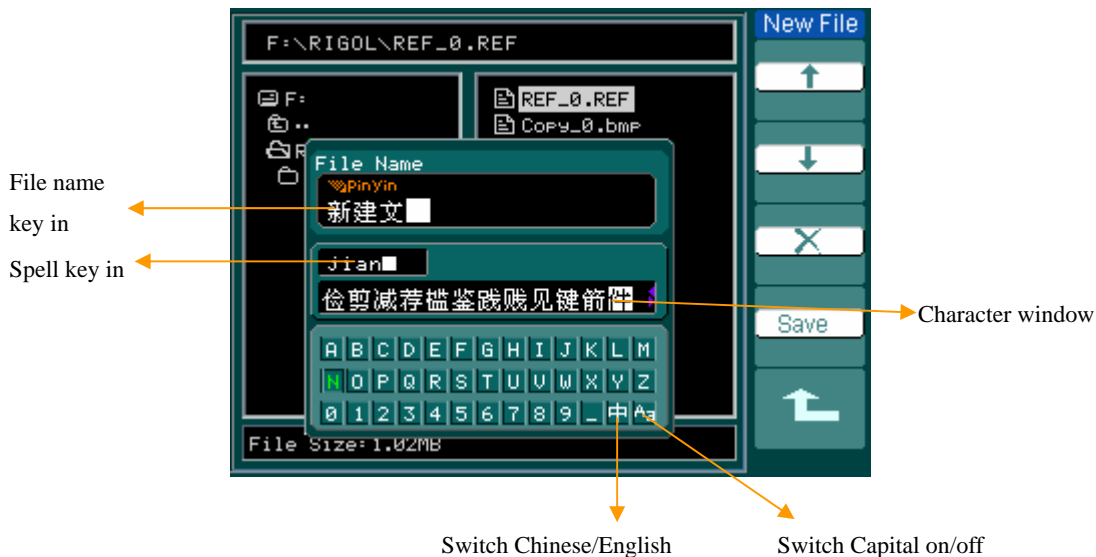 New File
F:\RIGOL\REF_0.REF
F:
REF_0.REF
..
Copy_0.bmp
R
File Name
PinYin
新建文
jian
俭剪减荐槛鉴践贱见键箭件
Save
A B C D E F G H I J K L M
N O P Q R S T U V W X Y Z
0 1 2 3 4 5 6 7 8 9 _ 中 Aa
File Size:1.02MB
File name
key in
Spell key in
Character window
Switch Chinese/English
Switch Capital on/off